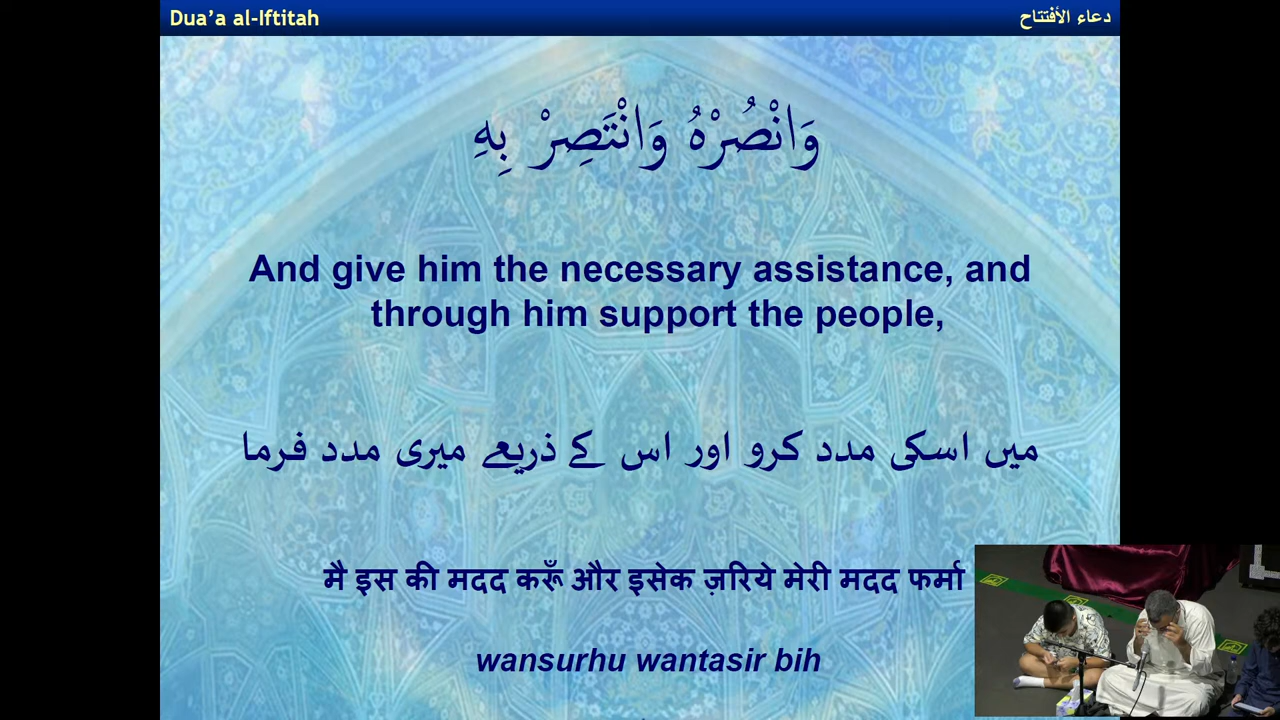 Dua’a al-Iftitah
دعاء الأفتتاح
وَانْصُرْهُ وَانْتَصِرْ بِهِ
And give him the necessary assistance, and
through him support the people,
میں اسکی مدد کرو اور اس کے ذریعے میری مدد فرما
मै इस की मदद करूँ और इसेक ज़रिये मेरी मदद फर्मा
wansurhu wantasir bih